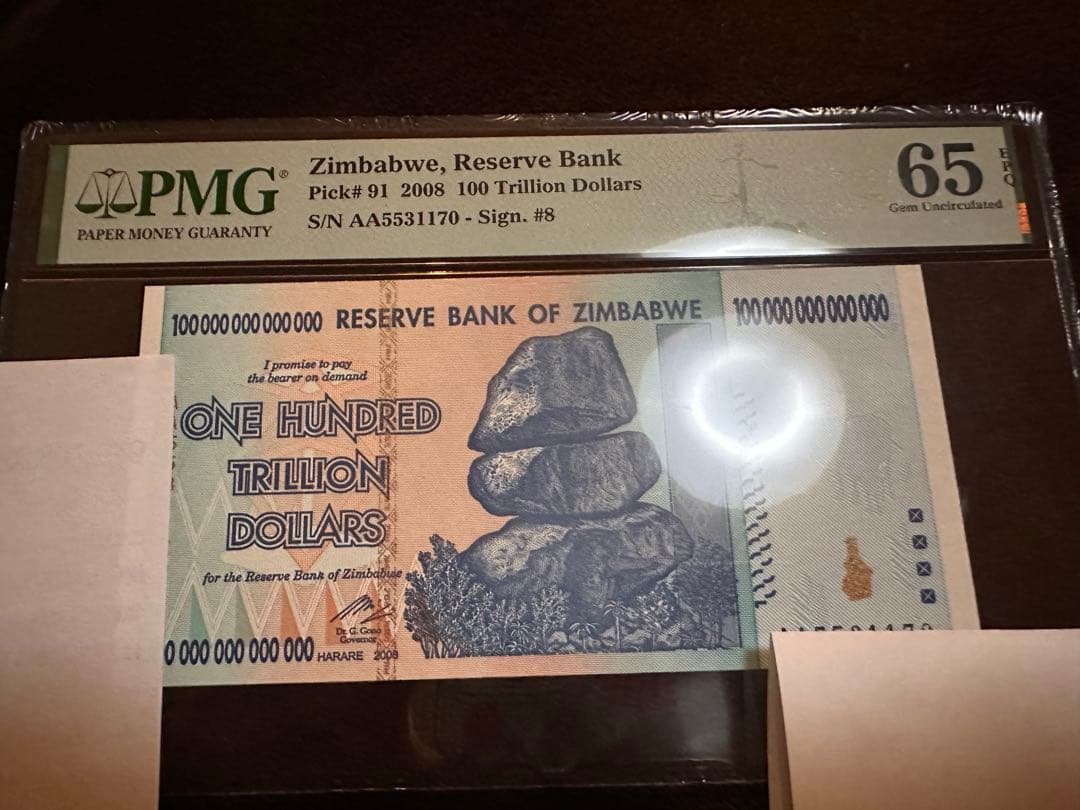 PMG®
PAPER MONEY GUARANTY
Zimbabwe, Reserve Bank
Pick# 91 2008 100 Trillion Dollars
S/N AA5531170 - Sign. #8
65
EPQ
Gem Uncirculated
100 000 000 000 000 RESERVE BANK OF ZIMBABWE 100 000 000 000 000
I promise to pay
the bearer on demand
ONE HUNDRED
TRILLION
DOLLARS
for the Reserve Bank of Zimbabwe
Dr. G. Gono
Governor
0 000 000 000 000 HARARE 2008